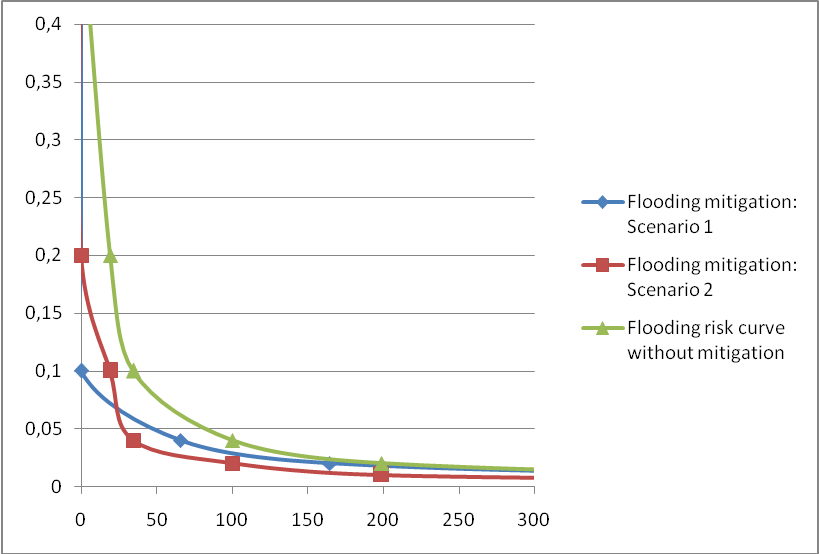 0,4
0,35
0,3
0,25
0,2
0,15
0,1
0,05
0
0 50 100 150 200 250 300
Flooding mitigation:
Scenario 1
Flooding mitigation:
Scenario 2
Flooding risk curve
without mitigation